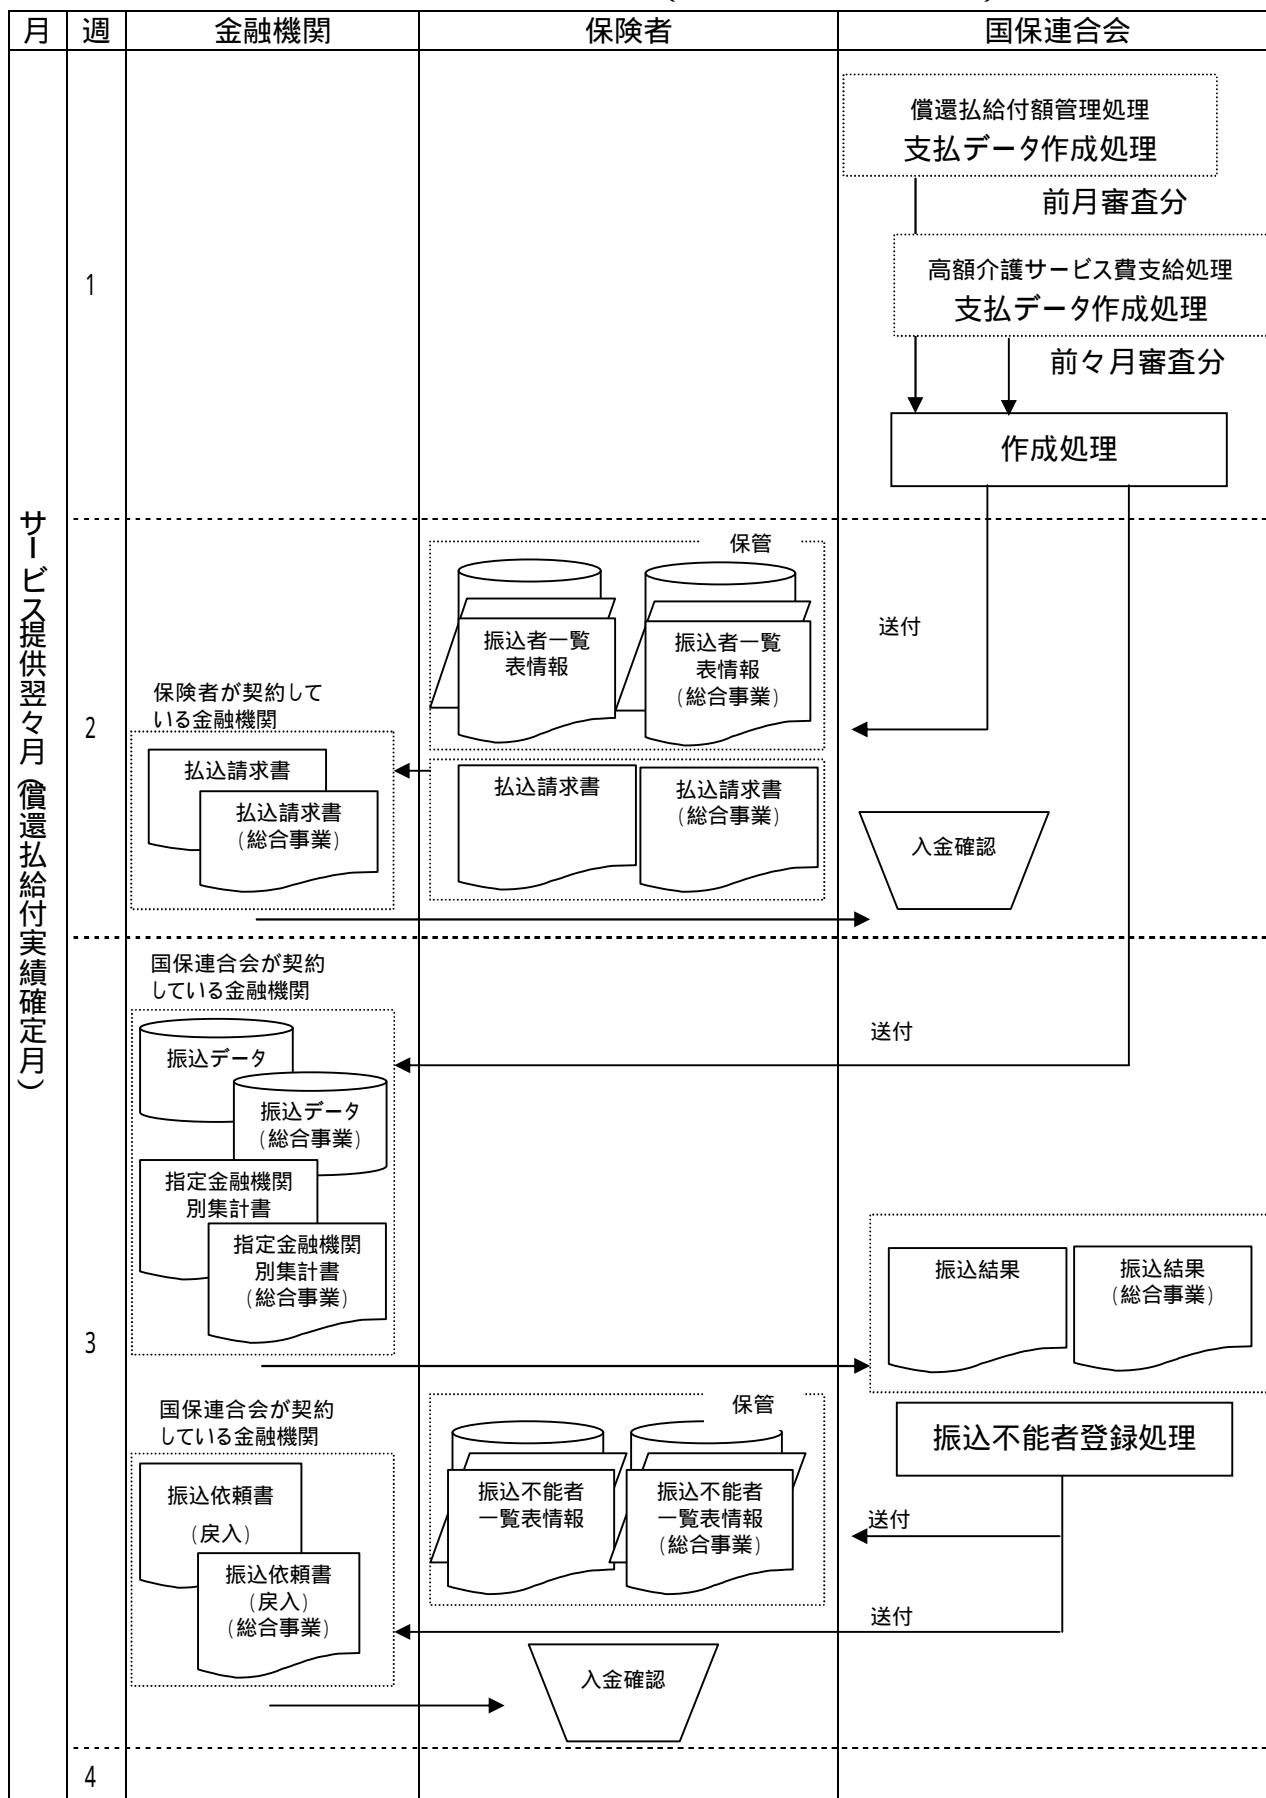 月 週 金融機関 保険者 国保連合会
サービス提供翌々月(償還払給付実績確定月)
1
償還払給付額管理処理
支払データ作成処理
前月審査分
高額介護サービス費支給処理
支払データ作成処理
前々月審査分
作成処理
2
保管
振込者一覧
表情報
振込者一覧
表情報
(総合事業)
送付
保険者が契約して
いる金融機関
払込請求書
払込請求書
(総合事業)
払込請求書
払込請求書
(総合事業)
入金確認
3
国保連合会が契約
している金融機関
送付
振込データ
振込データ
(総合事業)
指定金融機関
別集計書
指定金融機関
別集計書
(総合事業)
振込結果
振込結果
(総合事業)
国保連合会が契約
している金融機関
保管
振込不能者登録処理
振込依頼書
(戻入)
振込依頼書
(戻入)
(総合事業)
振込不能者
一覧表情報
振込不能者
一覧表情報
(総合事業)
送付
送付
入金確認
4